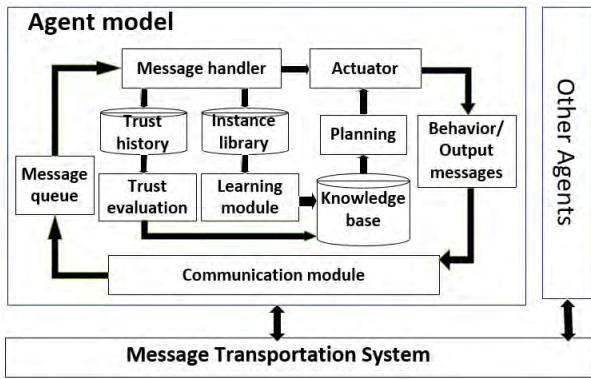 Agent model
Message handler
Actuator
Trust
history
Instance
library
Planning
Behavior/
Output
messages
Message
queue
Trust
evaluation
Learning
module
Knowledge
base
Communication module
Other Agents
Message Transportation System